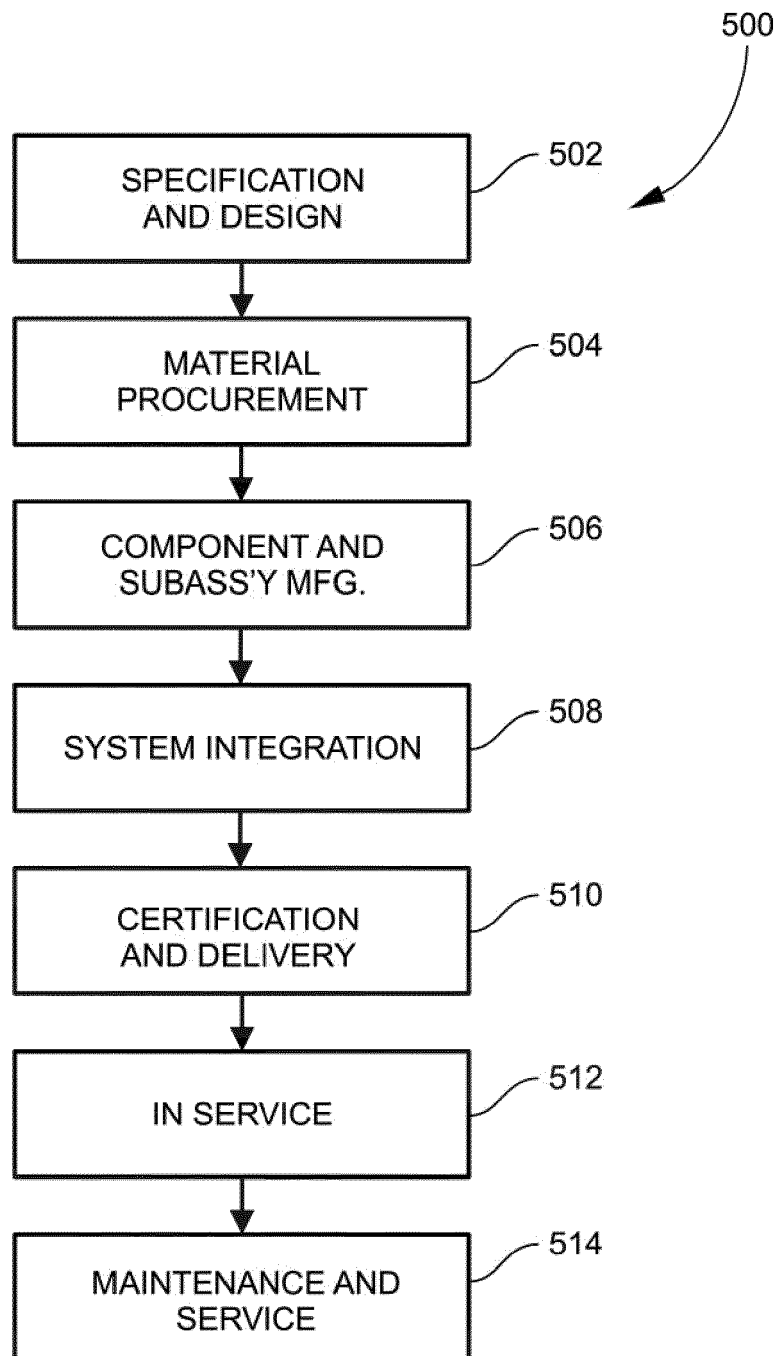 500
502
SPECIFICATION
AND DESIGN
504
MATERIAL
PROCUREMENT
506
COMPONENT AND
SUBASS'Y MFG.
508
SYSTEM INTEGRATION
510
CERTIFICATION
AND DELIVERY
512
IN SERVICE
514
MAINTENANCE AND
SERVICE